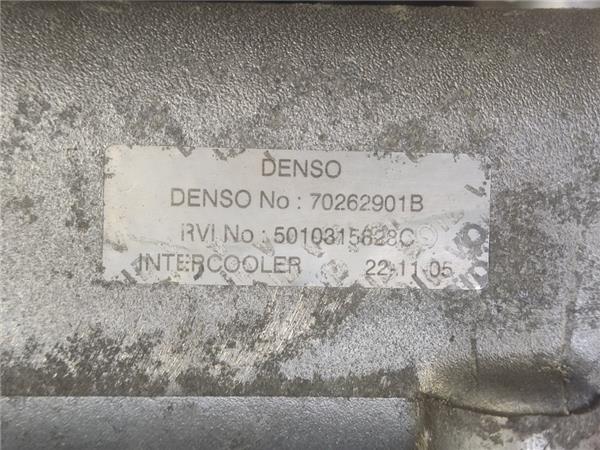 DENSO
DENSO No : 70262901B
RVI No : 5010315628C
INTERCOOLER 22-11-05